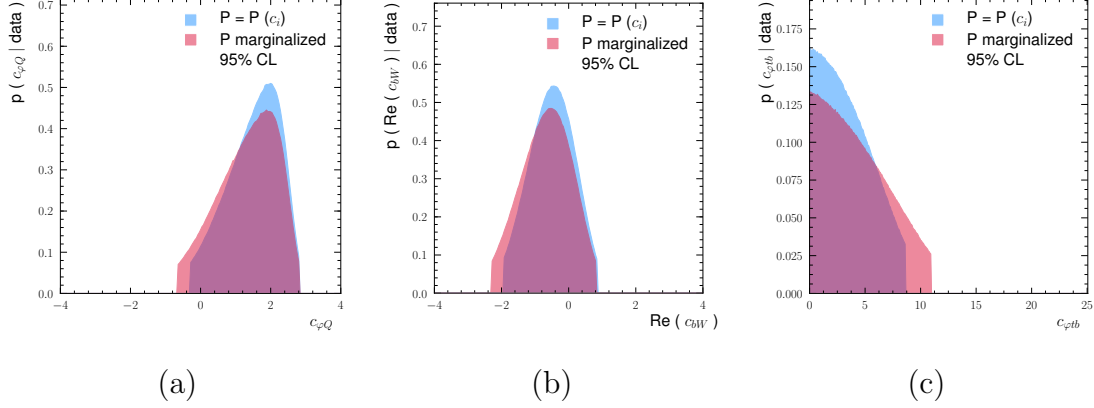 0.7
0.6
0.5
0.4
0.3
0.2
0.1
0.0
p ( c_{φQ} | data)
P = P (c_i)
P marginalized
95% CL
−4
−2
0
2
4
c_{φQ}
(a)
0.7
0.6
0.5
0.4
0.3
0.2
0.1
0.0
p ( Re ( c_{bW} ) | data)
P = P (c_i)
P marginalized
95% CL
−4
−2
0
2
4
Re ( c_{bW} )
(b)
0.175
0.150
0.125
0.100
0.075
0.050
0.025
0.000
p ( c_{φtb} | data)
P = P (c_i)
P marginalized
95% CL
0
5
10
15
20
25
c_{φtb}
(c)